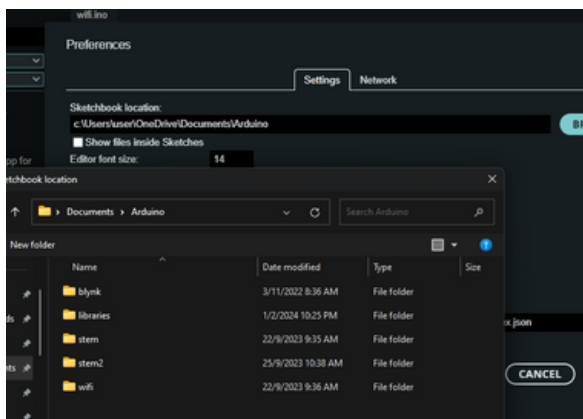 wifi.ino
Preferences
Settings Network
Sketchbook location:
c:\Users\user\OneDrive\Documents\Arduino
Show files inside Sketches
pp for
Editor font size: 14
etchbook location
Documents Arduino Search Arduino
New folder
Name Date modified Type Size
blynk 3/11/2022 8:36 AM File folder
libraries 1/2/2024 10:25 PM File folder
stem 22/9/2023 9:35 AM File folder
stem2 25/9/2023 10:38 AM File folder
wifi 22/9/2023 9:36 AM File folder
x.json
CANCEL